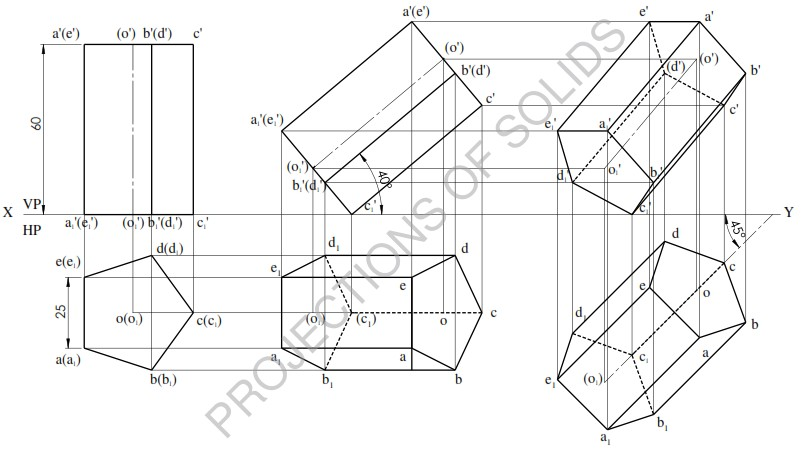 a'(e') (o') b'(d') c'
60
X VP
HP
a₁'(e₁') (o₁') b₁'(d₁') c₁'
e(e₁) d(d₁)
25
o(o₁) c(c₁)
a(a₁)
b(b₁)
a'(e')
(o')
b'(d')
c'
a₁'(e₁')
(o₁')
b₁'(d₁')
40°
c₁'
d₁ d
e₁ e
(o₁) (c₁) o c
a₁ a
b₁ b
e' a'
(d') (o') b'
c'
e₁' a₁'
d₁' o₁' b₁'
c₁'
45° Y
d
c
e o
d₁ b
c₁ a
e₁ (o₁)
b₁
a₁
PROJECTIONS OF SOLIDS